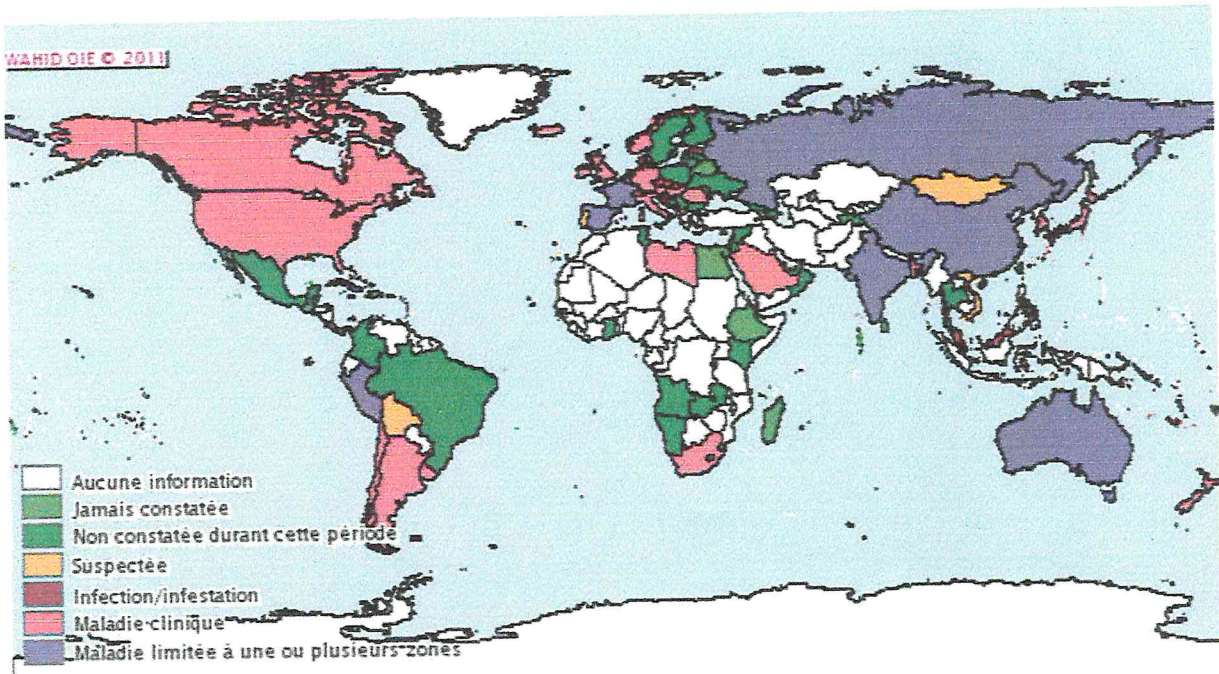 WAHID OIE © 2011
Aucune information
Jamais constatée
Non constatée durant cette période
Suspectée
Infection/infestation
Maladie clinique
Maladie limitée à une ou plusieurs zones